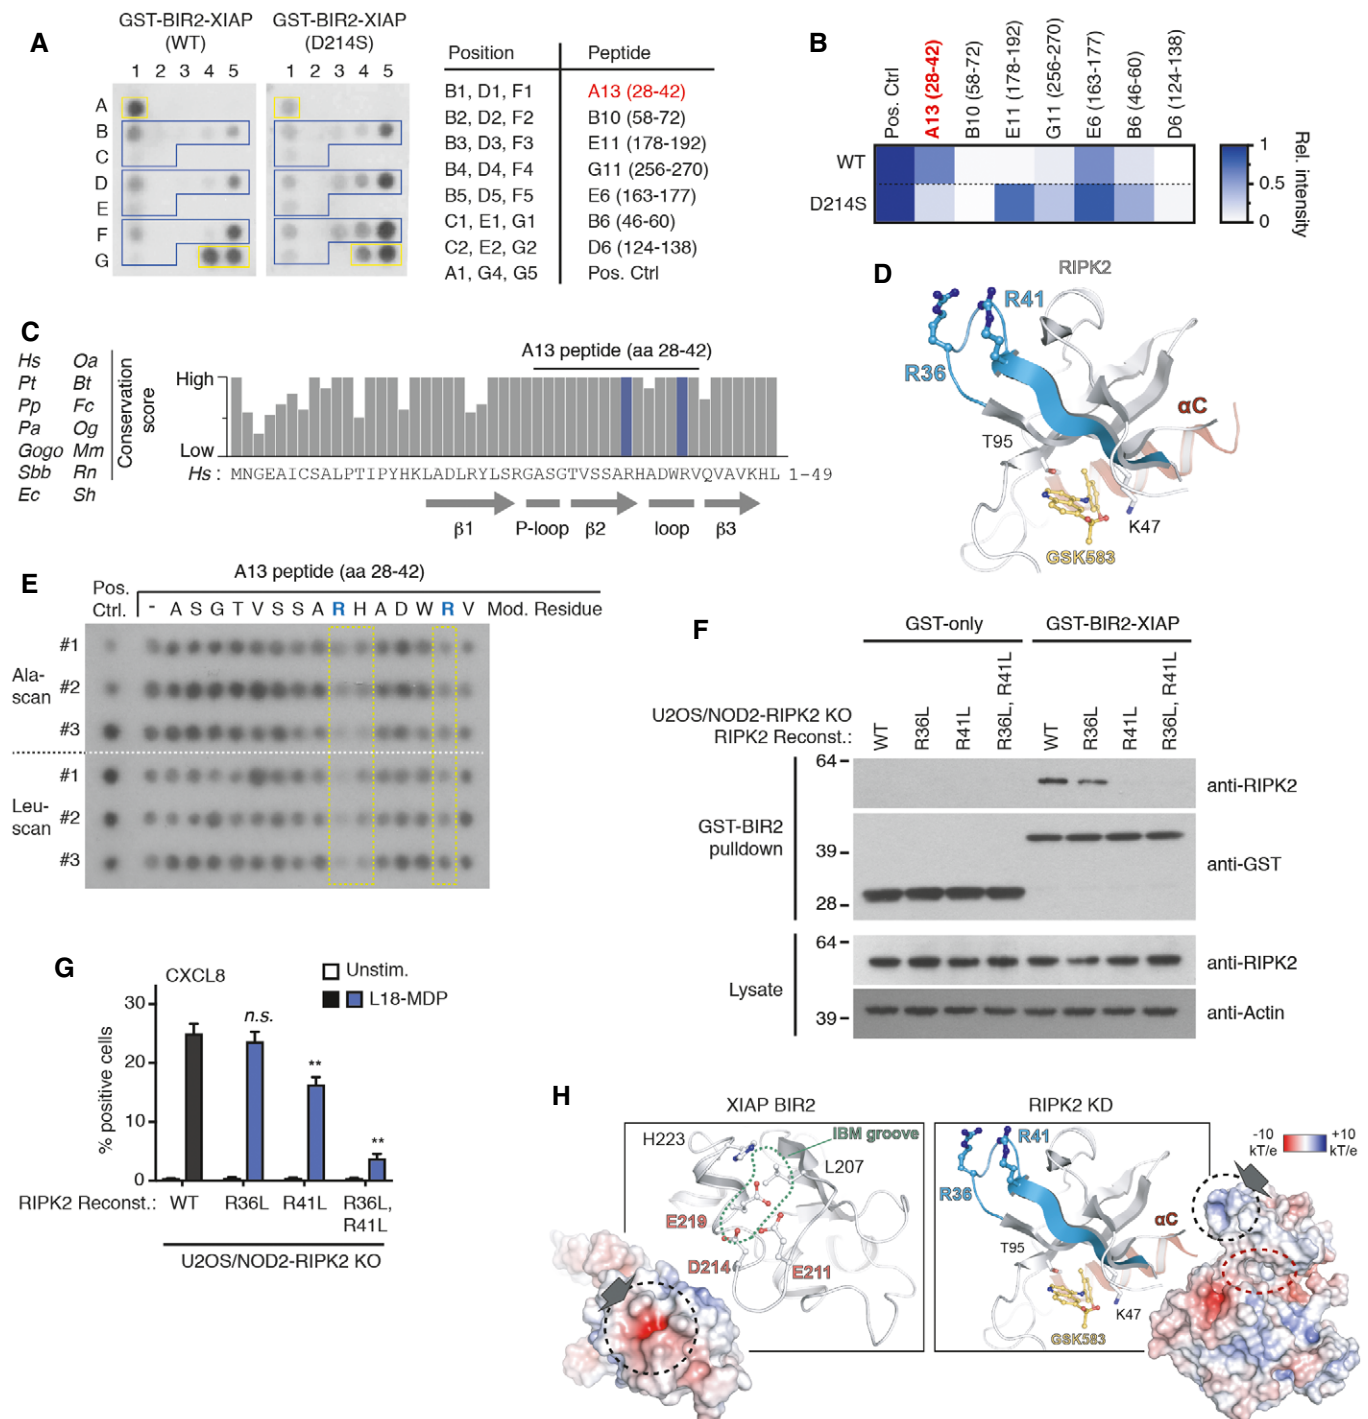 A
GST-BIR2-XIAP
(WT)
GST-BIR2-XIAP
(D214S)
1 2 3 4 5
1 2 3 4 5
A
B
C
D
E
F
G
Position Peptide
B1, D1, F1 A13 (28-42)
B2, D2, F2 B10 (58-72)
B3, D3, F3 E11 (178-192)
B4, D4, F4 G11 (256-270)
B5, D5, F5 E6 (163-177)
C1, E1, G1 B6 (46-60)
C2, E2, G2 D6 (124-138)
A1, G4, G5 Pos. Ctrl
B
Pos. Ctrl
A13 (28-42)
B10 (58-72)
E11 (178-192)
G11 (256-270)
E6 (163-177)
B6 (46-60)
D6 (124-138)
WT
D214S
1
0.5
0
Rel. intensity
C
Hs Oa
Pt Bt
Pp Fc
Pa Og
Gogo Mm
Sbb Rn
Ec Sh
Conservation
score
High
Low
A13 peptide (aa 28-42)
Hs : MNGEAICSALPTIPYHKLADLRYLSRGASGTVSSARHADWRVQVAVKHL 1-49
β1 P-loop β2 loop β3
D
RIPK2
R41
R36
αC
T95
K47
GSK583
E
A13 peptide (aa 28-42)
Pos.
Ctrl.
- A S G T V S S A R H A D W R V Mod. Residue
Ala-
scan
#1
#2
#3
Leu-
scan
#1
#2
#3
F
GST-only
GST-BIR2-XIAP
U2OS/NOD2-RIPK2 KO
RIPK2 Reconst.:
WT
R36L
R41L
R36L, R41L
WT
R36L
R41L
R36L, R41L
GST-BIR2
pulldown
64
39
28
anti-RIPK2
anti-GST
Lysate
64
39
anti-RIPK2
anti-Actin
G
CXCL8
Unstim.
L18-MDP
% positive cells
30
20
10
0
n.s.
**
**
RIPK2 Reconst.: WT R36L R41L R36L,
R41L
U2OS/NOD2-RIPK2 KO
H
XIAP BIR2
H223
IBM groove
L207
E219
D214
E211
RIPK2 KD
R41
R36
αC
T95
K47
GSK583
-10
kT/e
+10
kT/e